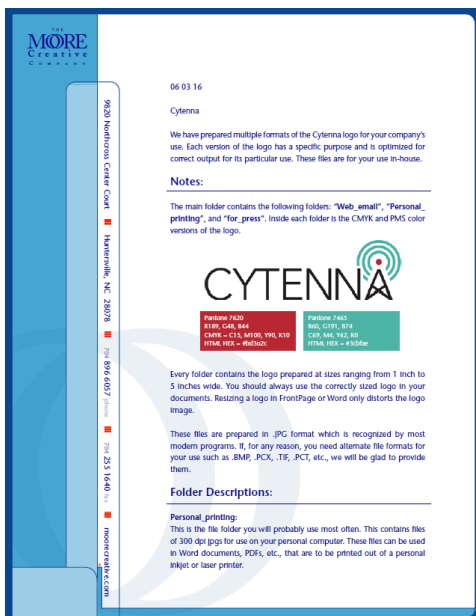 THE
MOORE
Creative
Company
9820 Northcross Center Court
Huntersville, NC 28078
704 896 6057 phone
704 255 1640 fax
moorecreative.com
06 03 16
Cytenna
We have prepared multiple formats of the Cytenna logo for your company's
use. Each version of the logo has a specific purpose and is optimized for
correct output for its particular use. These files are for your use in-house.
Notes:
The main folder contains the following folders: "Web_email", "Personal_
printing", and "for_press". Inside each folder is the CMYK and PMS color
versions of the logo.
CYTENNA
Pantone 7620
R189, G48, B44
CMYK = C15, M100, Y90, K10
HTML HEX = #bd3a2c
Pantone 7465
R60, G191, B74
C69, M4, Y42, K0
HTML HEX = #3cbfae
Every folder contains the logo prepared at sizes ranging from 1 inch to
5 inches wide. You should always use the correctly sized logo in your
documents. Resizing a logo in FrontPage or Word only distorts the logo
image.
These files are prepared in .JPG format which is recognized by most
modern programs. If, for any reason, you need alternate file formats for
your use such as .BMP, .PCX, .TIF, .PCT, etc., we will be glad to provide
them.
Folder Descriptions:
Personal_printing:
This is the file folder you will probably use most often. This contains files
of 300 dpi jpgs for use on your personal computer. These files can be used
in Word documents, PDFs, etc., that are to be printed out of a personal
inkjet or laser printer.